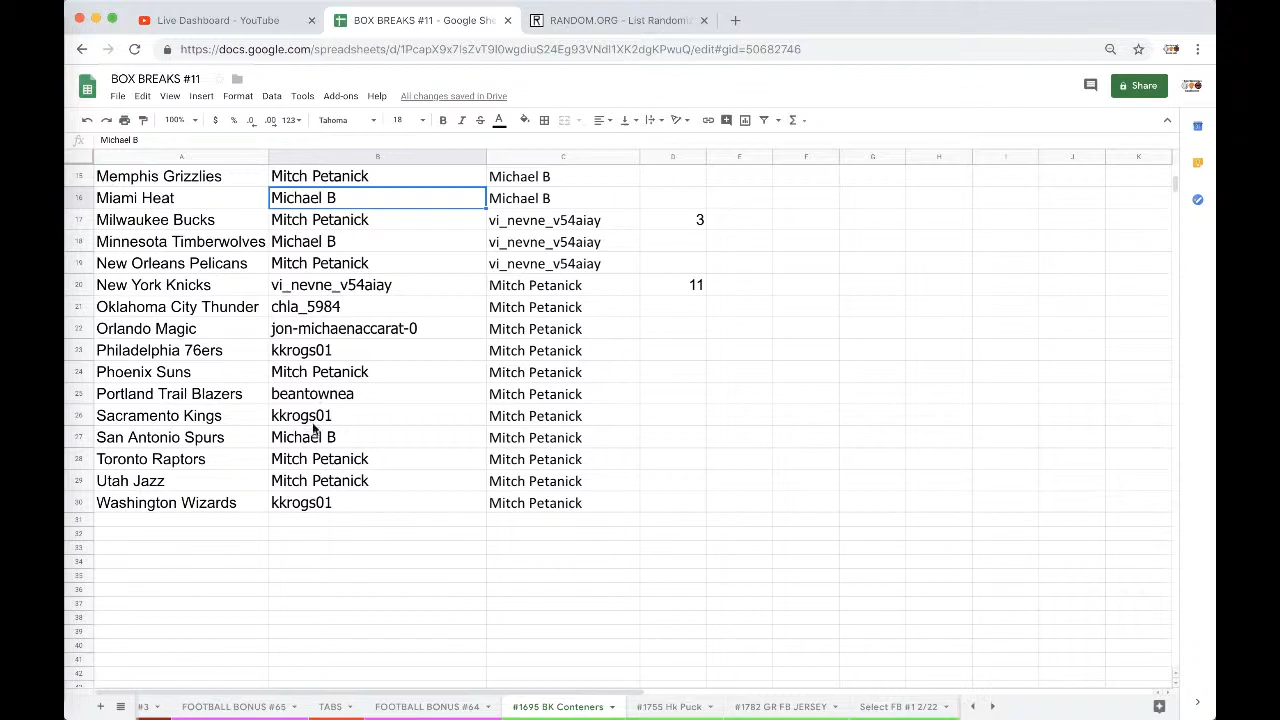 Live Dashboard - YouTube
BOX BREAKS #11 - Google She
RANDOM.ORG - List Randomiz
https://docs.google.com/spreadsheets/d/1PcapX9x7IsZvT9I0wgdiuS24Eg93VNdl1XK2dgKPwuQ/edit#gid=50682746
BOX BREAKS #11
File Edit View Insert Format Data Tools Add-ons Help All changes saved
Share
100% $ % .0 .00 123 Tahoma 18 B I S A
fx Michael B
A B C D E F G H I J K
15 Memphis Grizzlies Mitch Petanick Michael B
16 Miami Heat Michael B Michael B
17 Milwaukee Bucks Mitch Petanick vi_nevne_v54aiay 3
18 Minnesota Timberwolves Michael B vi_nevne_v54aiay
19 New Orleans Pelicans Mitch Petanick vi_nevne_v54aiay
20 New York Knicks vi_nevne_v54aiay Mitch Petanick 11
21 Oklahoma City Thunder chla_5984 Mitch Petanick
22 Orlando Magic jon-michaenaccarat-0 Mitch Petanick
23 Philadelphia 76ers kkrogs01 Mitch Petanick
24 Phoenix Suns Mitch Petanick Mitch Petanick
25 Portland Trail Blazers beantownea Mitch Petanick
26 Sacramento Kings kkrogs01 Mitch Petanick
27 San Antonio Spurs Michael B Mitch Petanick
28 Toronto Raptors Mitch Petanick Mitch Petanick
29 Utah Jazz Mitch Petanick Mitch Petanick
30 Washington Wizards kkrogs01 Mitch Petanick
31
32
33
34
35
36
37
38
39
40
41
42
#3 FOOTBALL BONUS #65 TABS FOOTBALL BONUS #64 #1695 BK Conteners #1755 Hk Puck #1782 GR FB JERSEY Select FB #1 2/22